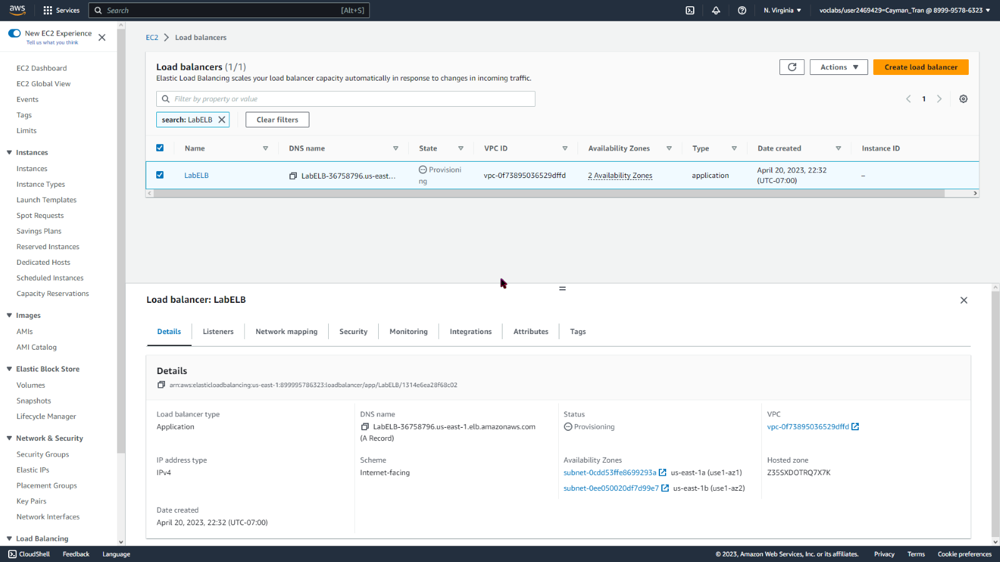 aws
Services
Search
[Alt+S]
N. Virginia
voclabs/user2469429=Cayman_Tran @ 8999-9578-6323
New EC2 Experience
Tell us what you think
EC2 Dashboard
EC2 Global View
Events
Tags
Limits
Instances
Instances
Instance Types
Launch Templates
Spot Requests
Savings Plans
Reserved Instances
Dedicated Hosts
Scheduled Instances
Capacity Reservations
Images
AMIs
AMI Catalog
Elastic Block Store
Volumes
Snapshots
Lifecycle Manager
Network & Security
Security Groups
Elastic IPs
Placement Groups
Key Pairs
Network Interfaces
Load Balancing
EC2 > Load balancers
Load balancers (1/1)
Elastic Load Balancing scales your load balancer capacity automatically in response to changes in incoming traffic.
Actions
Create load balancer
Filter by property or value
1
search: LabELB
Clear filters
Name DNS name State VPC ID Availability Zones Type Date created Instance ID
LabELB
LabELB-36758796.us-east...
Provisioni
ng
vpc-0f73895036529dffd
2 Availability Zones
application
April 20, 2023, 22:32
(UTC-07:00)
–
Load balancer: LabELB
Details Listeners Network mapping Security Monitoring Integrations Attributes Tags
Details
arn:aws:elasticloadbalancing:us-east-1:899995786323:loadbalancer/app/LabELB/1314e6ea28f68c02
Load balancer type
Application
DNS name
LabELB-36758796.us-east-1.elb.amazonaws.com
(A Record)
Status
Provisioning
VPC
vpc-0f73895036529dffd
IP address type
IPv4
Scheme
Internet-facing
Availability Zones
subnet-0cdd53ffe8699293a us-east-1a (use1-az1)
subnet-0ee050020df7d99e7 us-east-1b (use1-az2)
Hosted zone
Z35SXDOTRQ7X7K
Date created
April 20, 2023, 22:32 (UTC-07:00)
CloudShell
Feedback
Language
© 2023, Amazon Web Services, Inc. or its affiliates.
Privacy
Terms
Cookie preferences